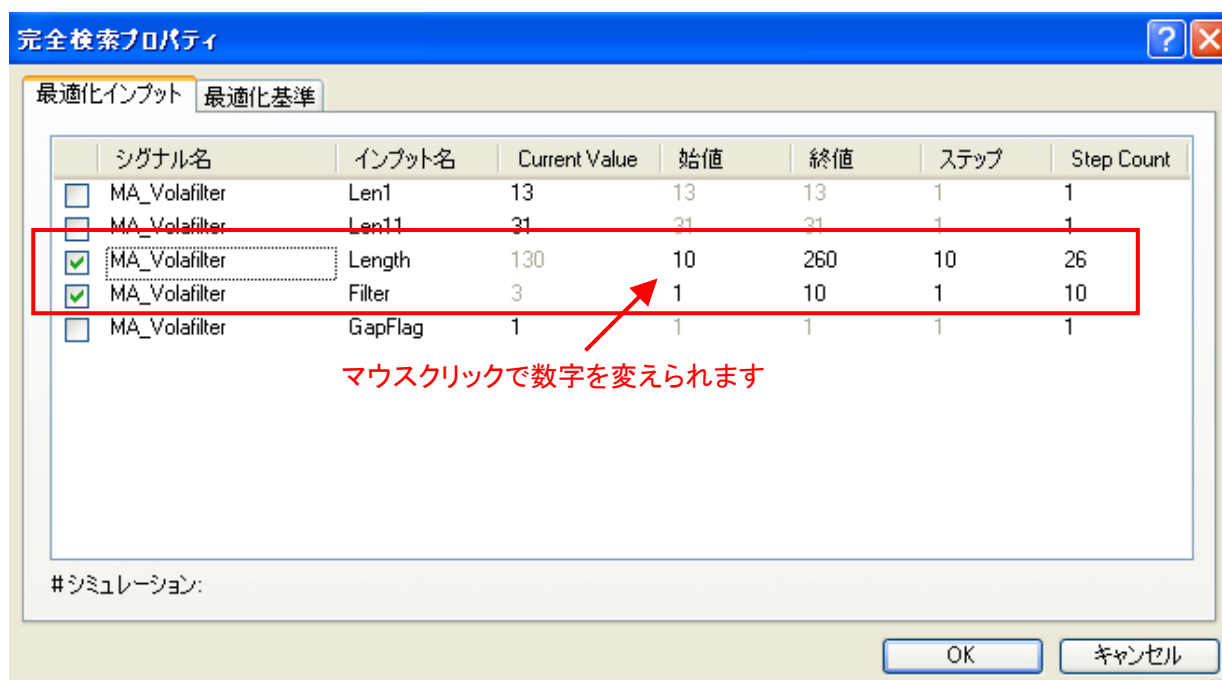 完全検索プロパティ
最適化インプット 最適化基準
シグナル名 インプット名 Current Value 始値 終値 ステップ Step Count
MA_Volafilter Len1 13 13 13 1 1
MA_Volafilter Len11 31 31 31 1 1
MA_Volafilter Length 130 10 260 10 26
MA_Volafilter Filter 3 1 10 1 10
MA_Volafilter GapFlag 1 1 1 1 1
マウスクリックで数字を変えられます
#シミュレーション:
OK キャンセル